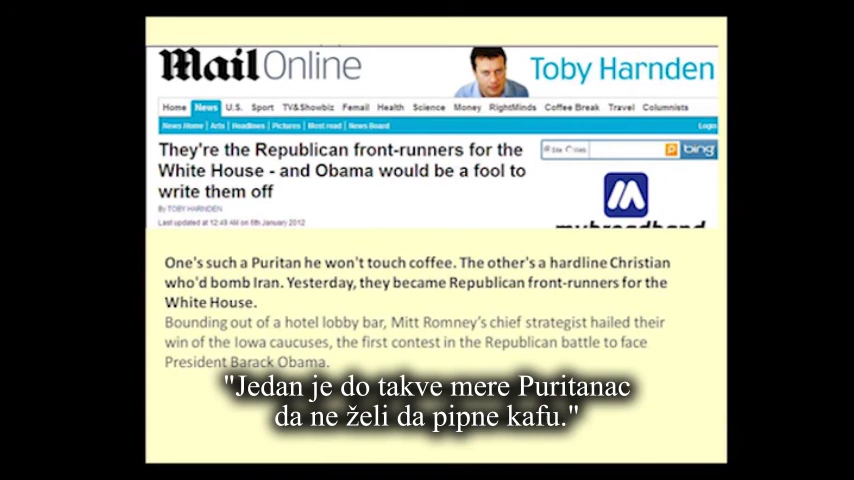 Mail Online
Toby Harnden
Home News U.S. Sport TV&Showbiz Femail Health Science Money RightMinds Coffee Break Travel Columnists
News Home | Arts | Headlines | Pictures | Most read | News Board Login
They're the Republican front-runners for the
White House - and Obama would be a fool to
write them off
By TOBY HARNDEN
Last updated at 12:49 AM on 5th January 2012
Site
bing
mybroadband
One's such a Puritan he won't touch coffee. The other's a hardline Christian
who'd bomb Iran. Yesterday, they became Republican front-runners for the
White House.
Bounding out of a hotel lobby bar, Mitt Romney's chief strategist hailed their
win of the Iowa caucuses, the first contest in the Republican battle to face
President Barack Obama.
"Jedan je do takve mere Puritanac
da ne želi da pipne kafu."